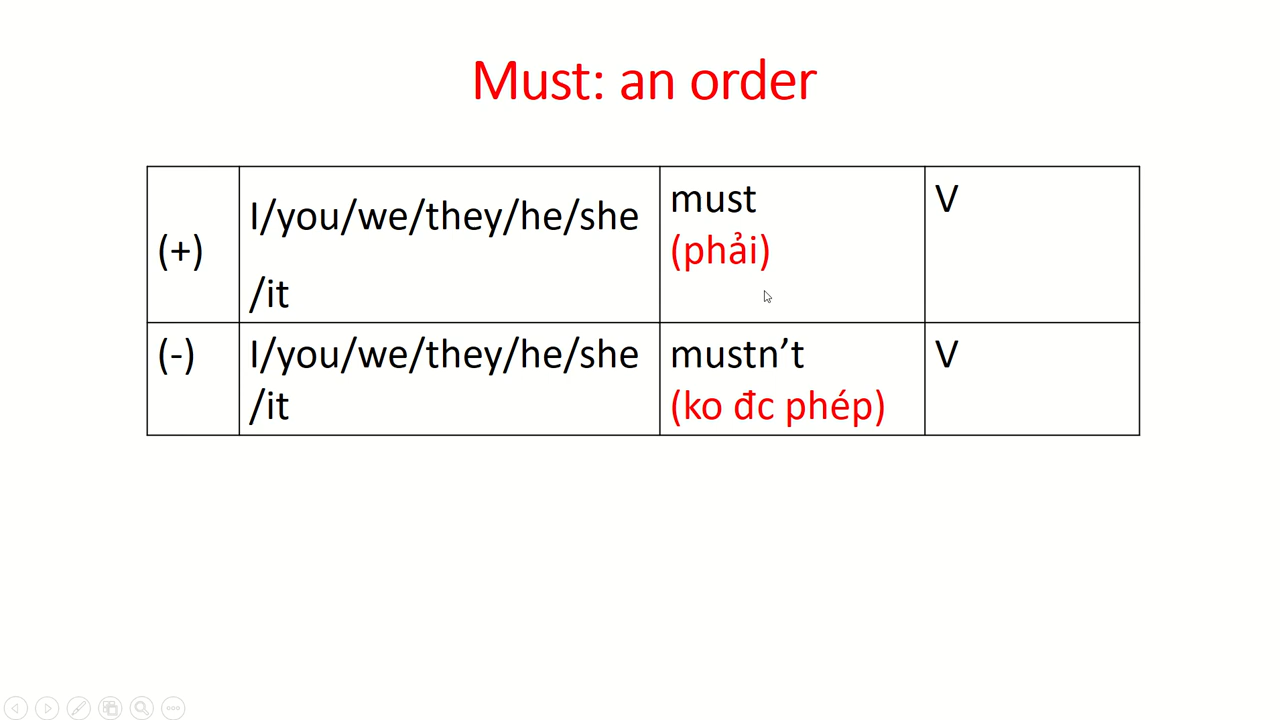 Must: an order
(+)
I/you/we/they/he/she
/it
must
(phải)
V
(-)
I/you/we/they/he/she
/it
mustn’t
(ko đc phép)
V